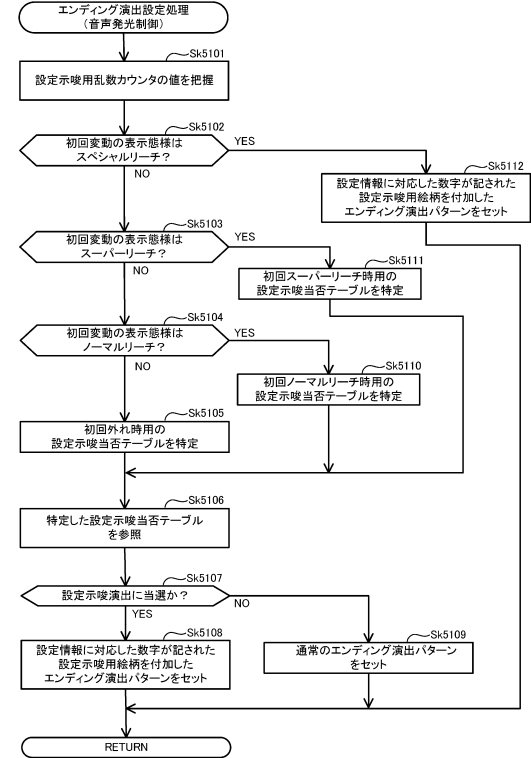 エンディング演出設定処理
（音声発光制御）
Sk5101
設定示唆用乱数カウンタの値を把握
Sk5102
初回変動の表示態様は
スペシャルリーチ？
YES
NO
Sk5112
設定情報に対応した数字が記された
設定示唆用絵柄を付加した
エンディング演出パターンをセット
Sk5103
初回変動の表示態様は
スーパーリーチ？
YES
NO
Sk5111
初回スーパーリーチ時用の
設定示唆当否テーブルを特定
Sk5104
初回変動の表示態様は
ノーマルリーチ？
YES
NO
Sk5110
初回ノーマルリーチ時用の
設定示唆当否テーブルを特定
Sk5105
初回外れ時用の
設定示唆当否テーブルを特定
Sk5106
特定した設定示唆当否テーブル
を参照
Sk5107
設定示唆演出に当選か？
NO
YES
Sk5108
設定情報に対応した数字が記された
設定示唆用絵柄を付加した
エンディング演出パターンをセット
Sk5109
通常のエンディング演出パターン
をセット
RETURN